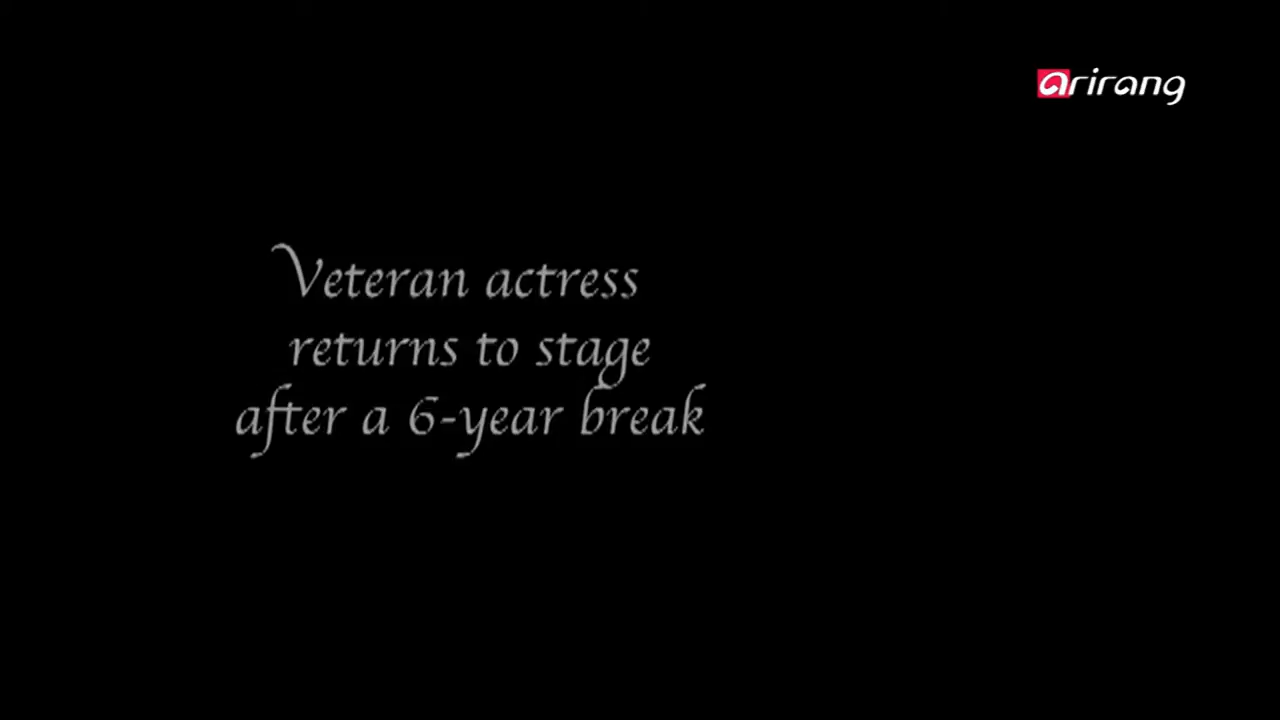 arirang
Veteran actress
returns to stage
after a 6-year break